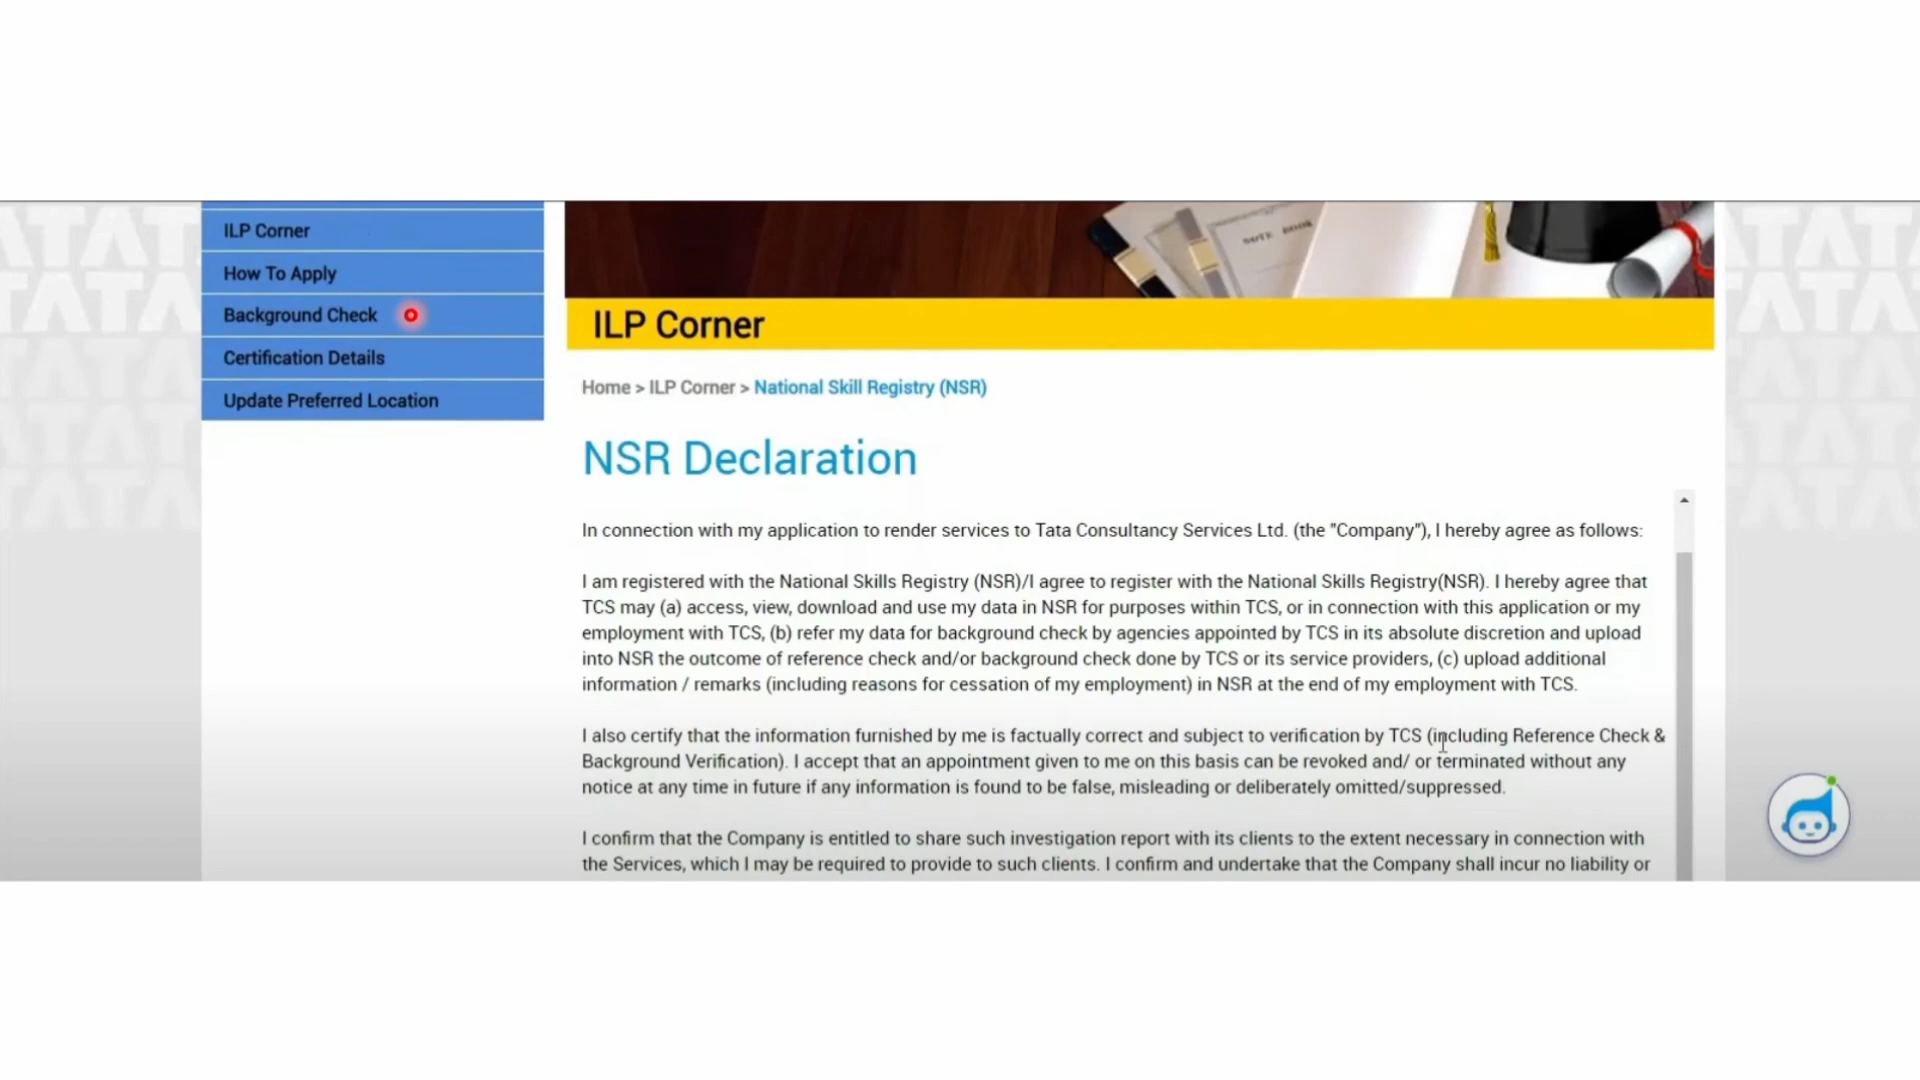 ILP Corner
How To Apply
Background Check
Certification Details
Update Preferred Location
NOTE BOOK
ILP Corner
Home > ILP Corner > National Skill Registry (NSR)
NSR Declaration
In connection with my application to render services to Tata Consultancy Services Ltd. (the "Company"), I hereby agree as follows:
I am registered with the National Skills Registry (NSR)/I agree to register with the National Skills Registry(NSR). I hereby agree that
TCS may (a) access, view, download and use my data in NSR for purposes within TCS, or in connection with this application or my
employment with TCS, (b) refer my data for background check by agencies appointed by TCS in its absolute discretion and upload
into NSR the outcome of reference check and/or background check done by TCS or its service providers, (c) upload additional
information / remarks (including reasons for cessation of my employment) in NSR at the end of my employment with TCS.
I also certify that the information furnished by me is factually correct and subject to verification by TCS (including Reference Check &
Background Verification). I accept that an appointment given to me on this basis can be revoked and/ or terminated without any
notice at any time in future if any information is found to be false, misleading or deliberately omitted/suppressed.
I confirm that the Company is entitled to share such investigation report with its clients to the extent necessary in connection with
the Services, which I may be required to provide to such clients. I confirm and undertake that the Company shall incur no liability or